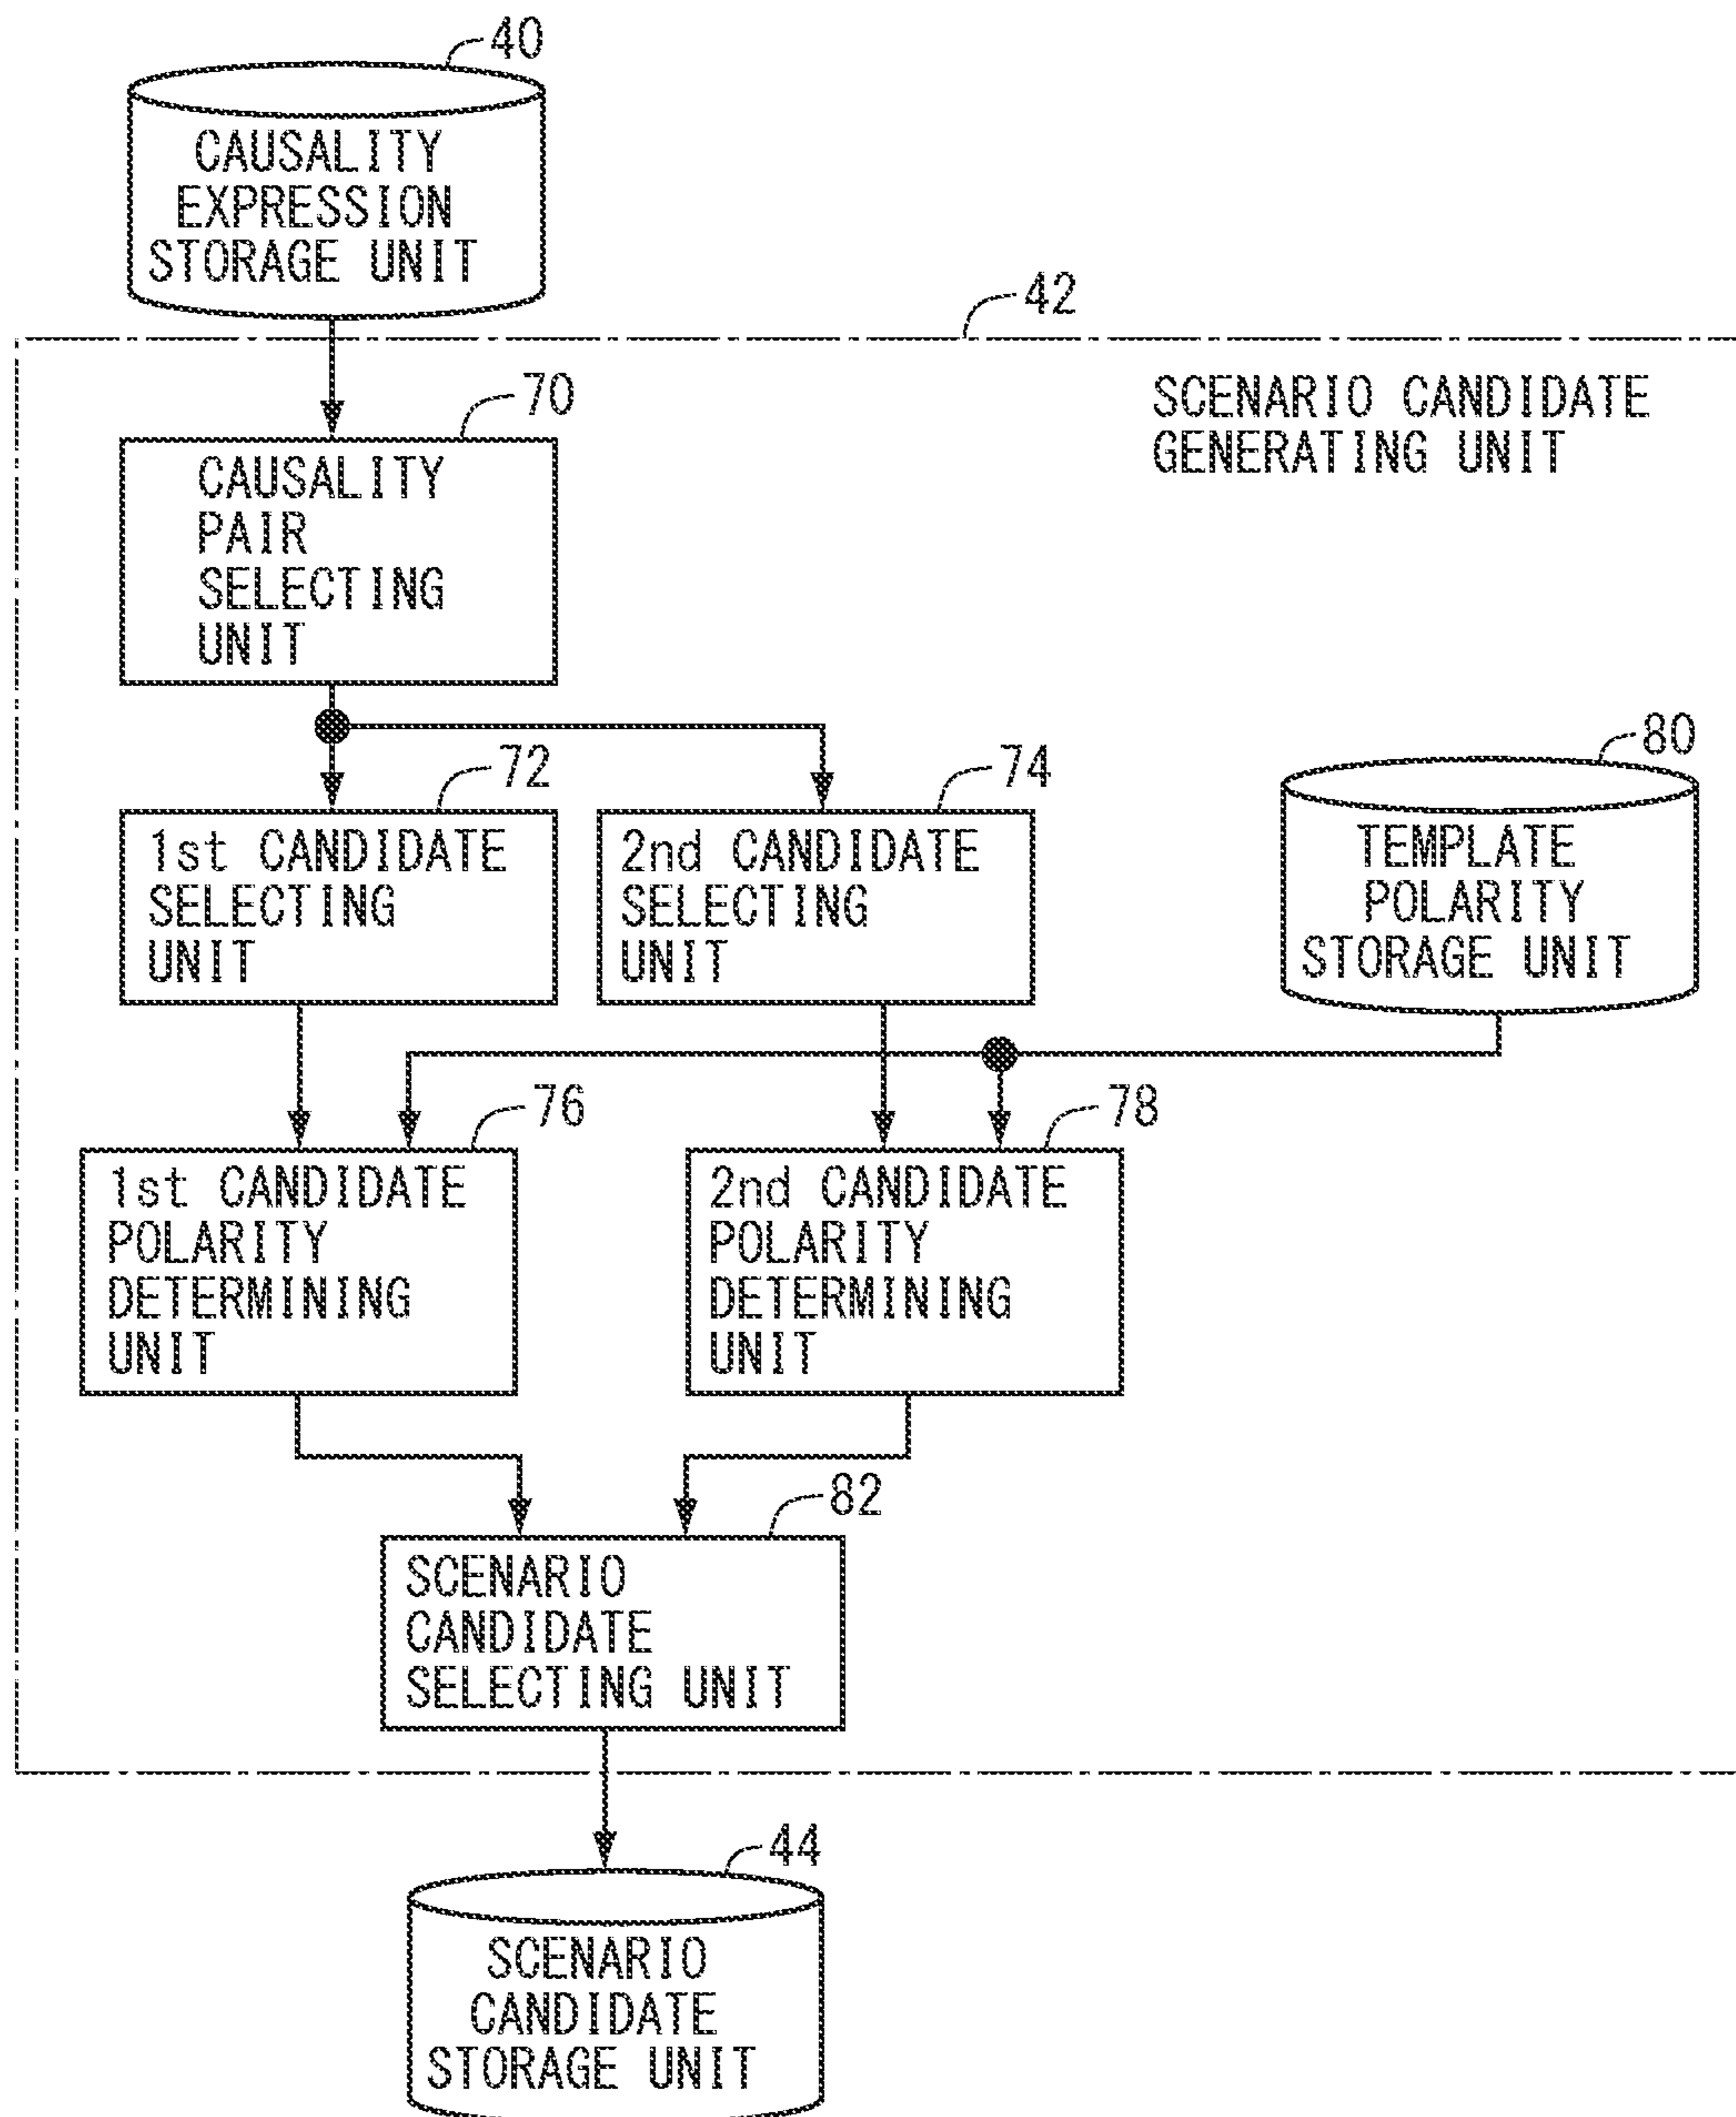 40
CAUSALITY
EXPRESSION
STORAGE UNIT
42
SCENARIO CANDIDATE
GENERATING UNIT
70
CAUSALITY
PAIR
SELECTING
UNIT
72
1st CANDIDATE
SELECTING
UNIT
74
2nd CANDIDATE
SELECTING
UNIT
80
TEMPLATE
POLARITY
STORAGE UNIT
76
1st CANDIDATE
POLARITY
DETERMINING
UNIT
78
2nd CANDIDATE
POLARITY
DETERMINING
UNIT
82
SCENARIO
CANDIDATE
SELECTING UNIT
44
SCENARIO
CANDIDATE
STORAGE UNIT